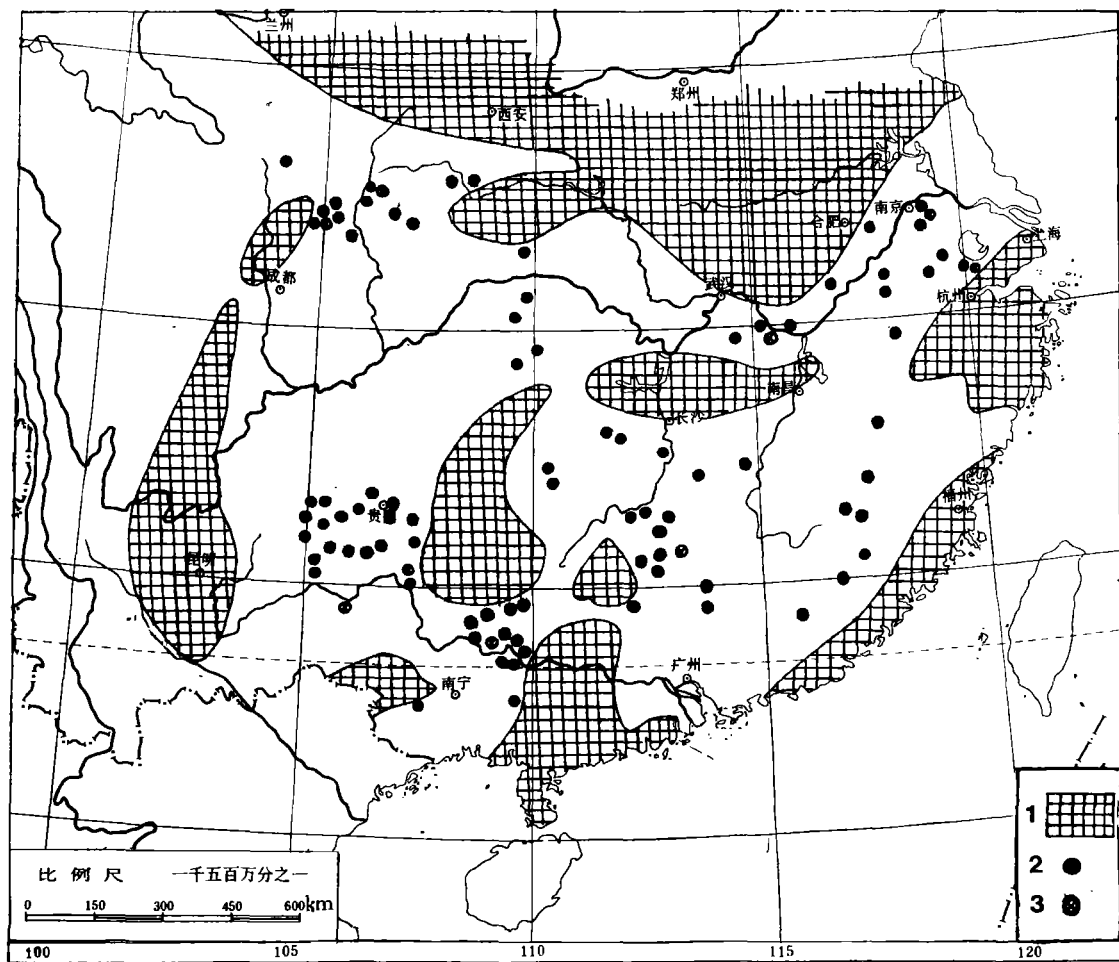 兰州
郑州
西安
南京
合肥
上海
成都
武汉
杭州
南昌
长沙
福州
贵
昆明
广州
南宁
1
2
3
比例尺 一千五百万分之一
0 150 300 450 600km
100 105 110 115 120